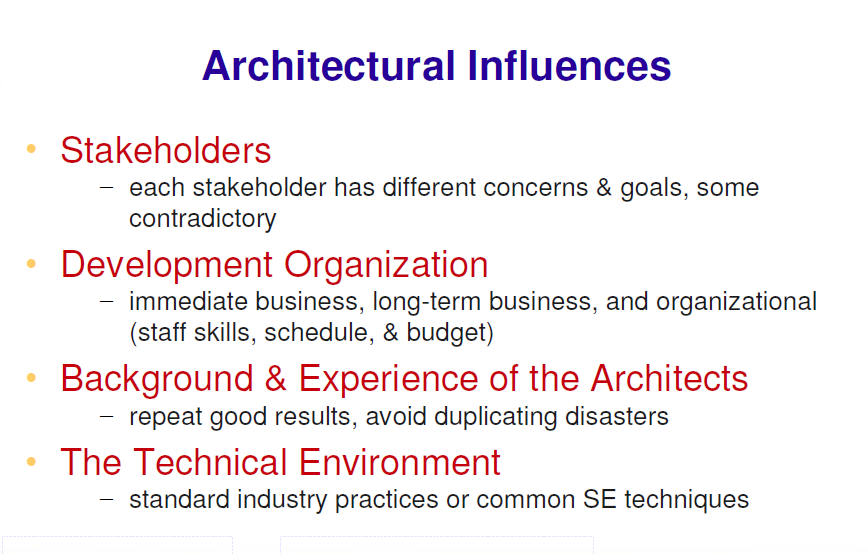 Architectural Influences
• Stakeholders
– each stakeholder has different concerns & goals, some
contradictory
• Development Organization
– immediate business, long-term business, and organizational
(staff skills, schedule, & budget)
• Background & Experience of the Architects
– repeat good results, avoid duplicating disasters
• The Technical Environment
– standard industry practices or common SE techniques